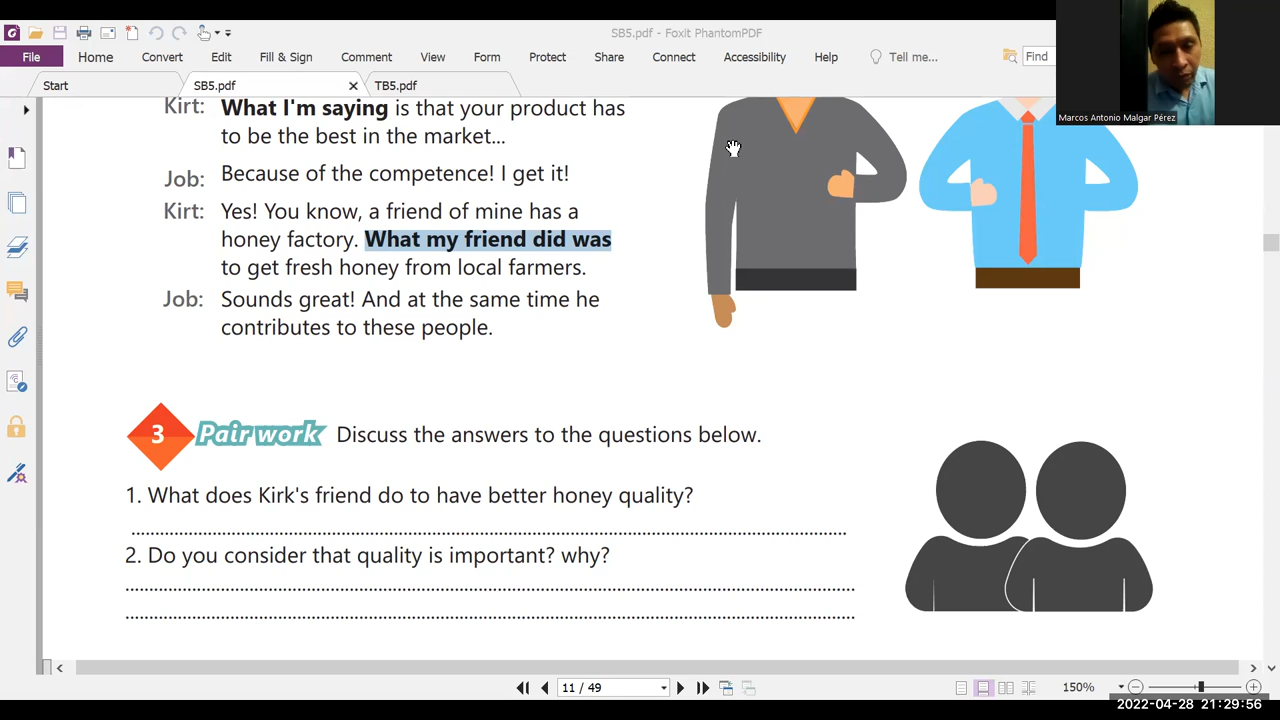 SB5.pdf - Foxit PhantomPDF
File Home Convert Fill & Sign Edit Comment View Form Protect Share Connect Accessibility Help Tell me... Find
Start SB5.pdf TB5.pdf
Marcos Antonio Malgar Pérez
Kirt: What I'm saying is that your product has
to be the best in the market...
Job: Because of the competence! I get it!
Kirt: Yes! You know, a friend of mine has a
honey factory. What my friend did was
to get fresh honey from local farmers.
Job: Sounds great! And at the same time he
contributes to these people.
3 Pair work Discuss the answers to the questions below.
1. What does Kirk's friend do to have better honey quality?
2. Do you consider that quality is important? why?
11 / 49
150%
2022-04-28 21:29:56